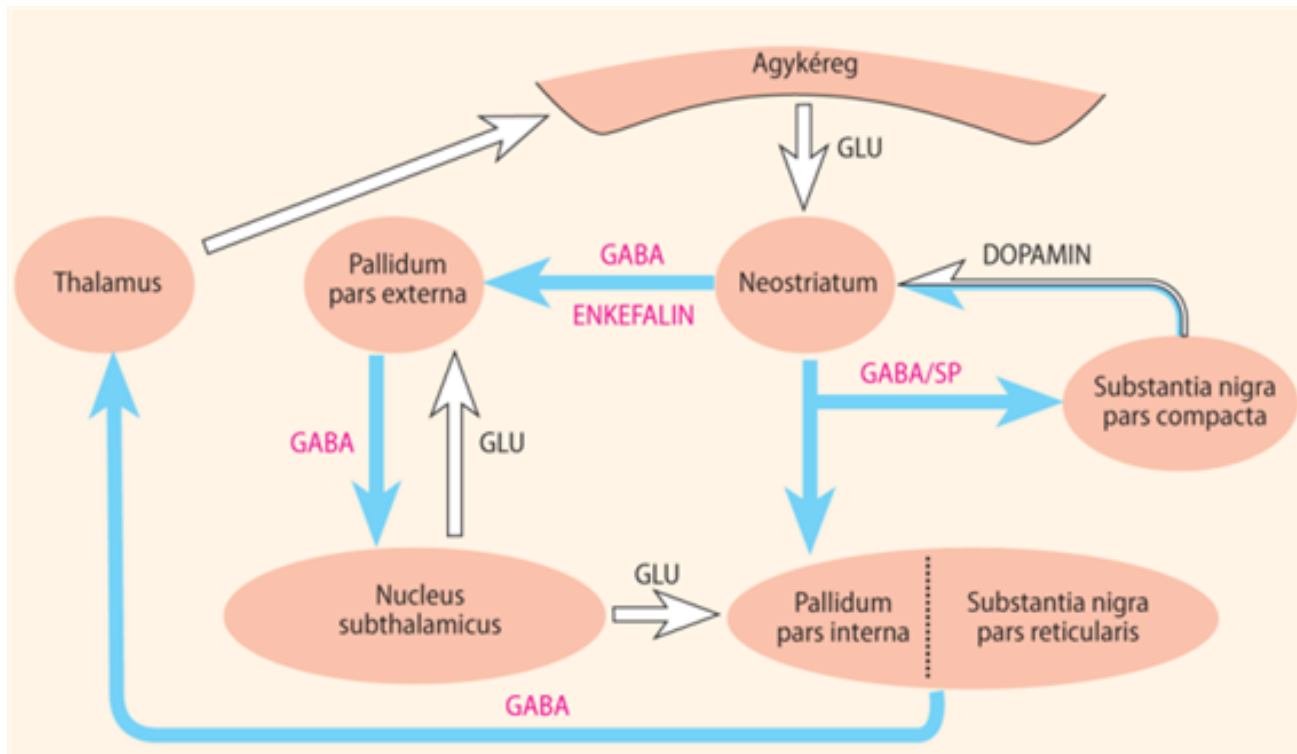 Agykéreg
GLU
Thalamus
Pallidum
pars externa
GABA
ENKEFALIN
Neostriatum
DOPAMIN
GABA/SP
Substantia nigra
pars compacta
GABA
GLU
Nucleus
subthalamicus
GLU
Pallidum
pars interna
Substantia nigra
pars reticularis
GABA